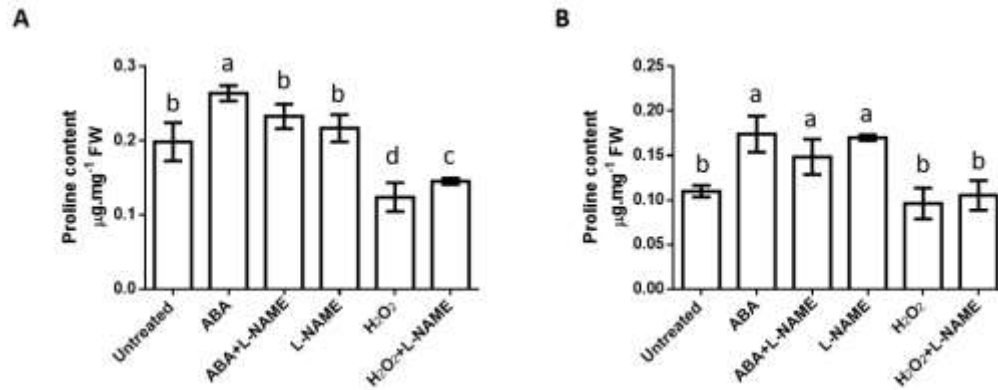 A
Proline content
µg.mg⁻¹ FW
0.3
0.2
0.1
0.0
b
a
b
b
d
c
Untreated
ABA
ABA+L-NAME
L-NAME
H₂O₂
H₂O₂+L-NAME
B
Proline content
µg.mg⁻¹ FW
0.25
0.20
0.15
0.10
0.05
0.00
b
a
a
a
b
b
Untreated
ABA
ABA+L-NAME
L-NAME
H₂O₂
H₂O₂+L-NAME